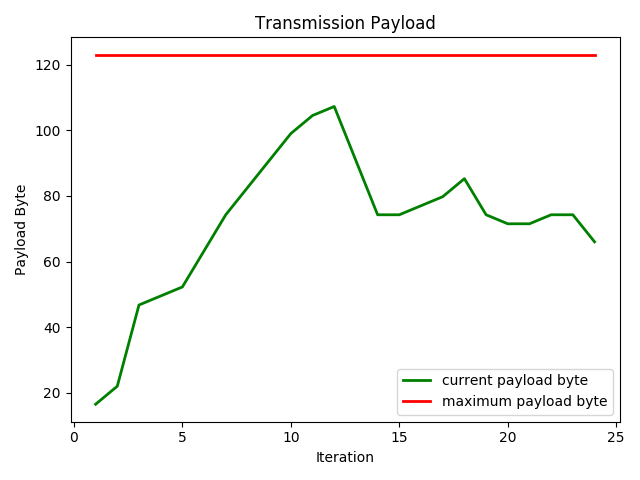 Transmission Payload
Payload Byte
120
100
80
60
40
20
0
5
10
15
20
25
Iteration
current payload byte
maximum payload byte